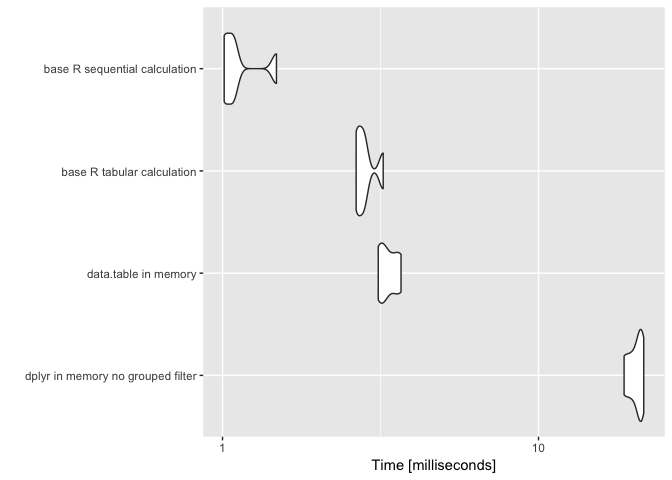 base R sequential calculation
base R tabular calculation
data.table in memory
dplyr in memory no grouped filter
1
10
Time [milliseconds]